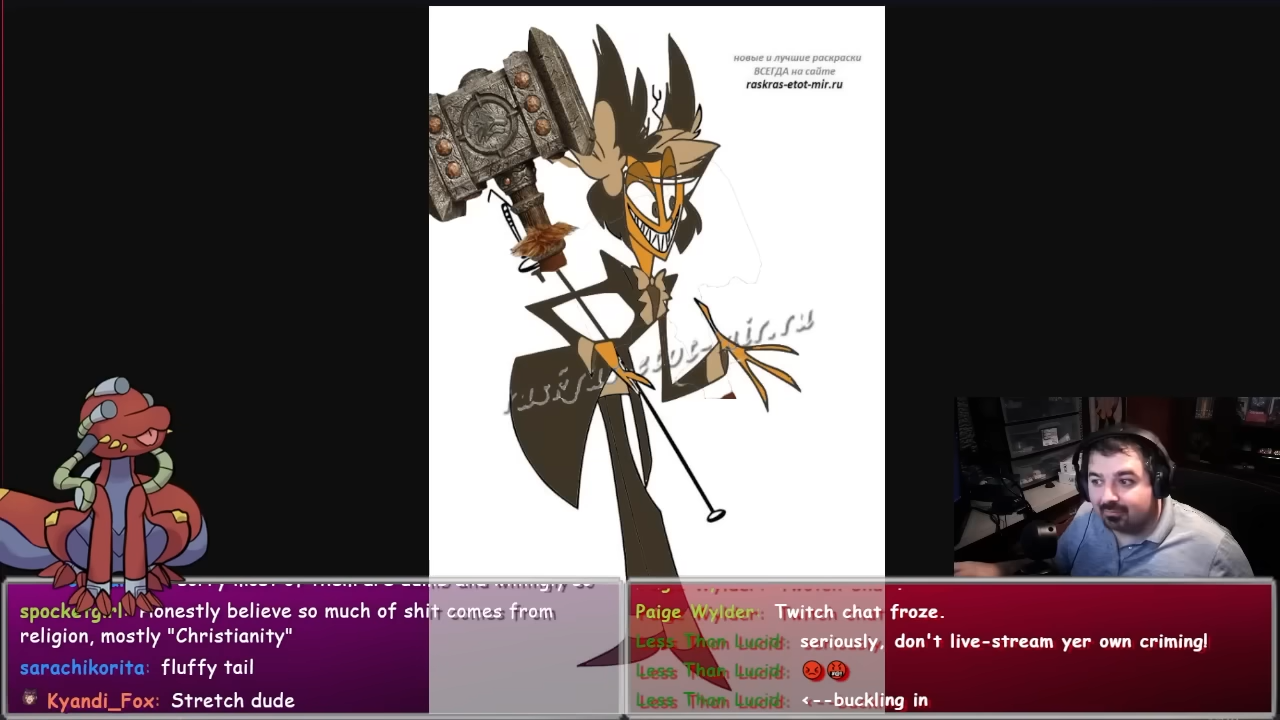 новые и лучшие раскраски
ВСЕГДА на сайте
raskras-etot-mir.ru
spocketgirl: Honestly believe so much of shit comes from
religion, mostly "Christianity"
sarachikorita: fluffy tail
Kyandi_Fox: Stretch dude
Paige Wylder: Twitch chat froze.
Less Than Lucid: seriously, don't live-stream yer own criming!
Less Than Lucid:
Less Than Lucid: <--buckling in